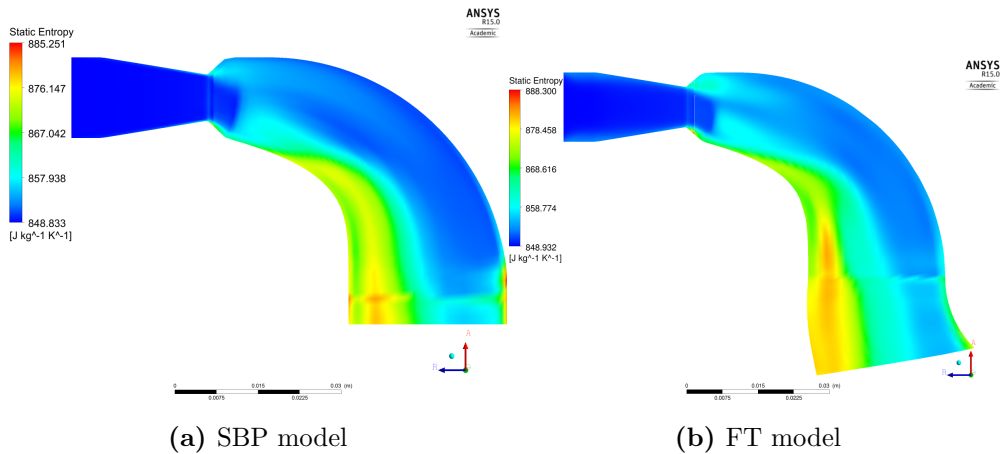 ANSYS
R15.0
Academic
Static Entropy
885.251
876.147
867.042
857.938
848.833
[J kg^-1 K^-1]
A
R
0 0.015 0.03 (m)
0.0075 0.0225
(a) SBP model
ANSYS
R15.0
Academic
Static Entropy
888.300
878.458
868.616
858.774
848.932
[J kg^-1 K^-1]
A
R
0 0.015 0.03 (m)
0.0075 0.0225
(b) FT model